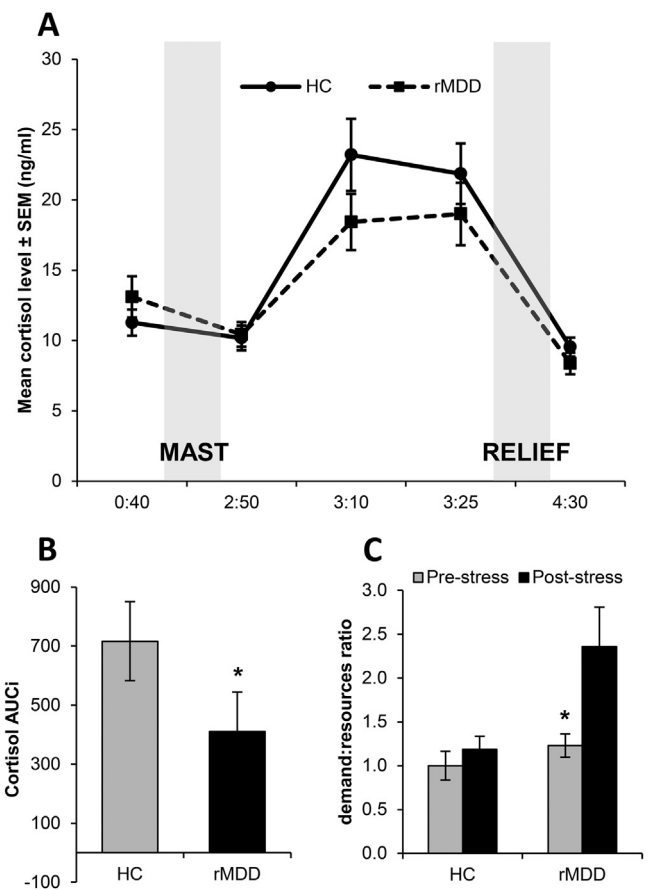 A
30
25
20
15
10
5
0
Mean cortisol level ± SEM (ng/ml)
HC
rMDD
MAST
RELIEF
0:40 2:50 3:10 3:25 4:30
B
900
700
500
300
100
-100
Cortisol AUCi
*
HC rMDD
C
Pre-stress Post-stress
3.0
2.5
2.0
1.5
1.0
0.5
0.0
demand:resources ratio
*
HC rMDD